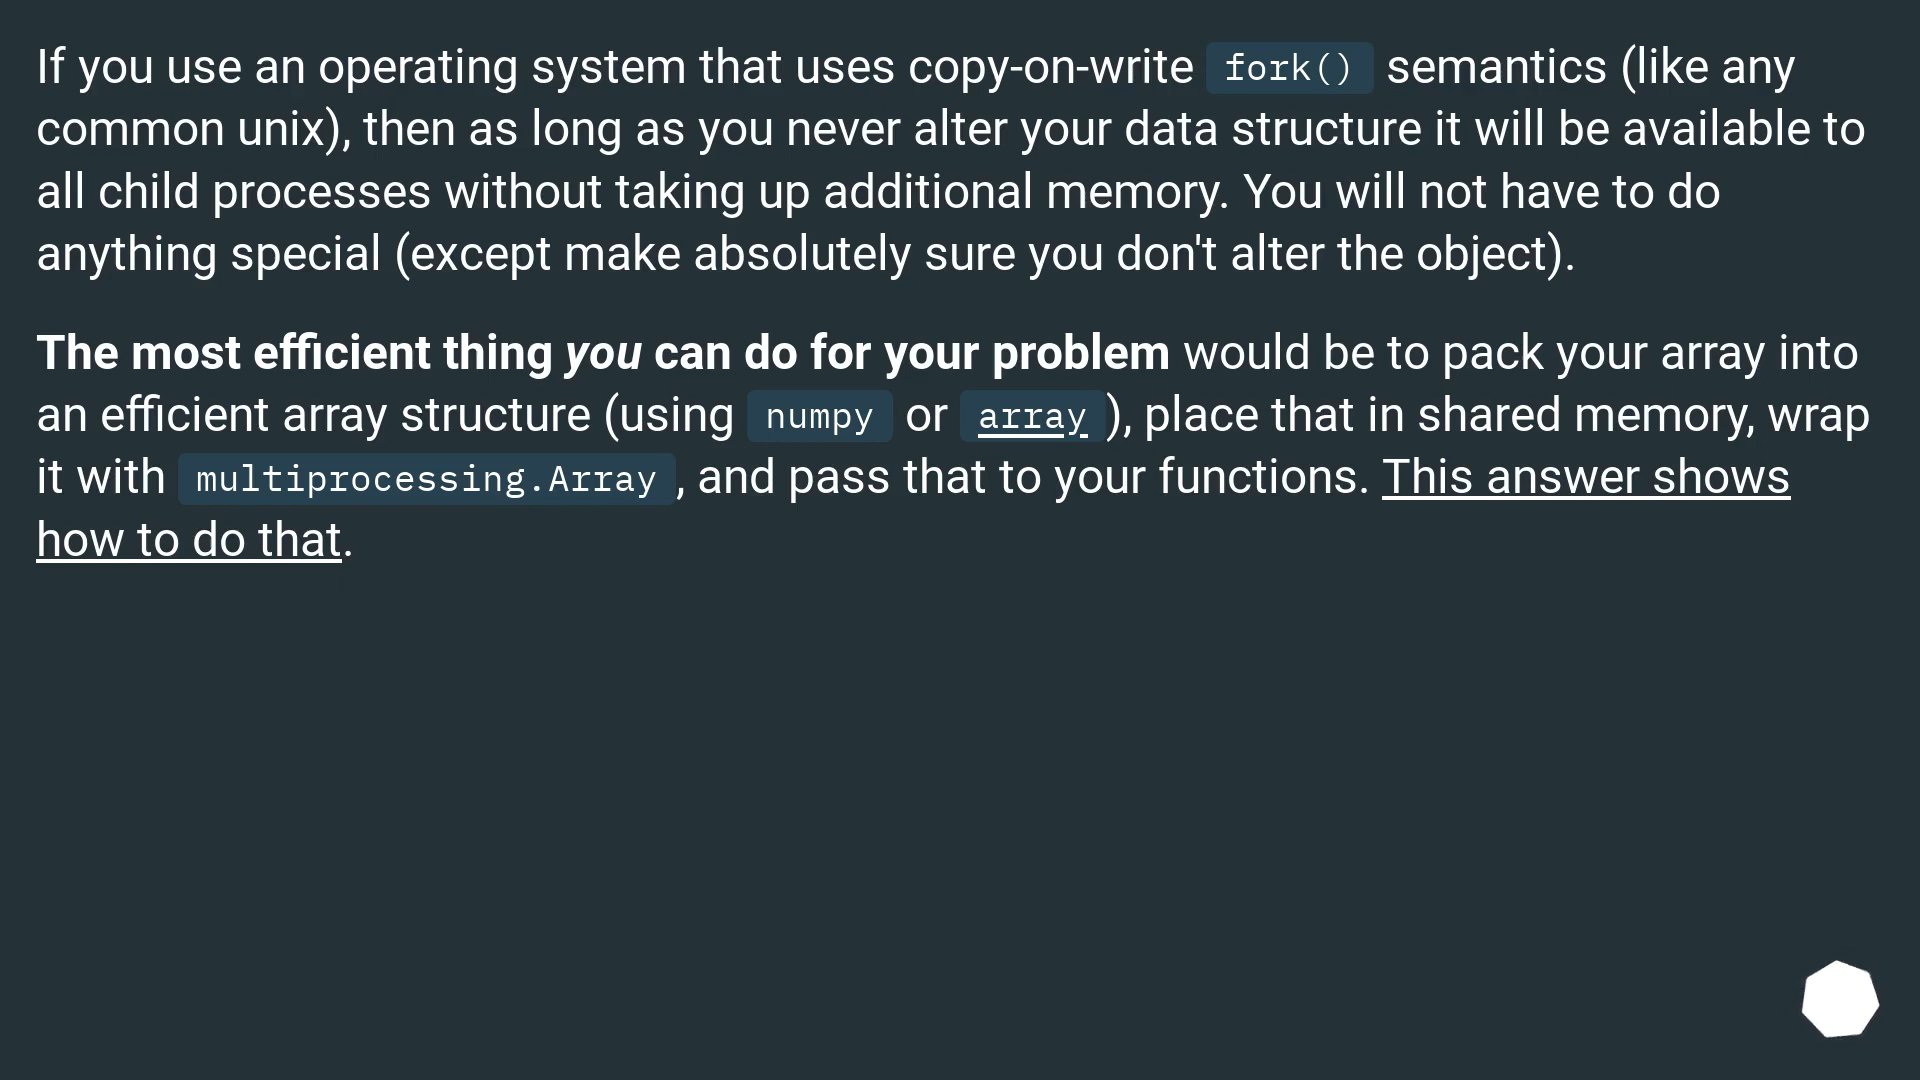 If you use an operating system that uses copy-on-write fork() semantics (like any
common unix), then as long as you never alter your data structure it will be available to
all child processes without taking up additional memory. You will not have to do
anything special (except make absolutely sure you don't alter the object).
The most efficient thing you can do for your problem would be to pack your array into
an efficient array structure (using numpy or array), place that in shared memory, wrap
it with multiprocessing.Array, and pass that to your functions. This answer shows
how to do that.